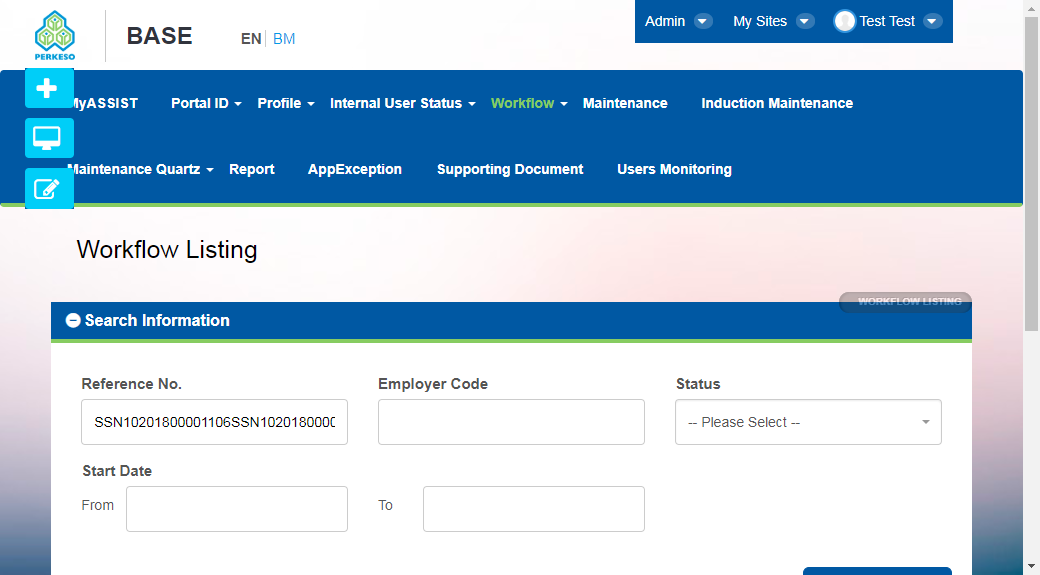 PERKESO
BASE
EN BM
Admin My Sites Test Test
MyASSIST Portal ID Profile Internal User Status Workflow Maintenance Induction Maintenance
Maintenance Quartz Report AppException Supporting Document Users Monitoring
Workflow Listing
WORKFLOW LISTING
Search Information
Reference No. Employer Code Status
SSN10201800001106SSN1020180000 -- Please Select --
Start Date
From To